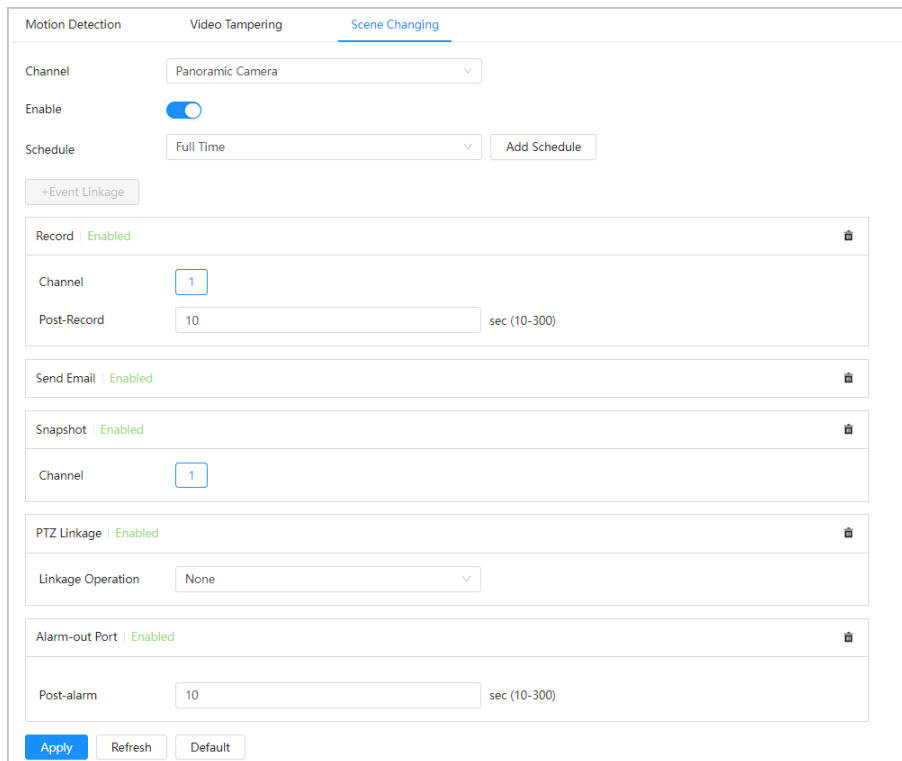 Motion Detection Video Tampering Scene Changing
Channel Panoramic Camera
Enable
Schedule Full Time Add Schedule
+Event Linkage
Record Enabled
Channel 1
Post-Record 10 sec (10-300)
Send Email Enabled
Snapshot Enabled
Channel 1
PTZ Linkage Enabled
Linkage Operation None
Alarm-out Port Enabled
Post-alarm 10 sec (10-300)
Apply Refresh Default